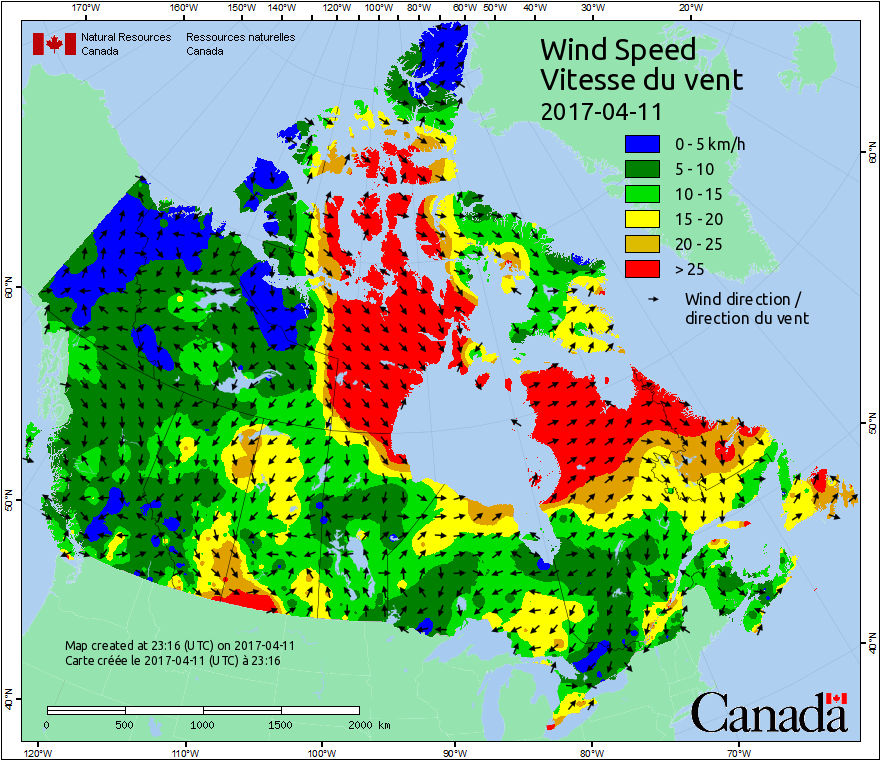 170°W 160°W 150°W 140°W 120°W 100°W 80°W 60°W 50°W 40°W 30°W 20°W
Natural Resources Ressources naturelles
Canada Canada
Wind Speed
Vitesse du vent
2017-04-11
0 - 5 km/h
5 - 10
10 - 15
15 - 20
20 - 25
> 25
Wind direction /
direction du vent
60°N
50°N
40°N
60°N
50°N
40°N
Map created at 23:16 (UTC) on 2017-04-11
Carte créée le 2017-04-11 (UTC) à 23:16
0 500 1000 1500 2000 km
Canada
120°W 110°W 100°W 90°W 80°W 70°W